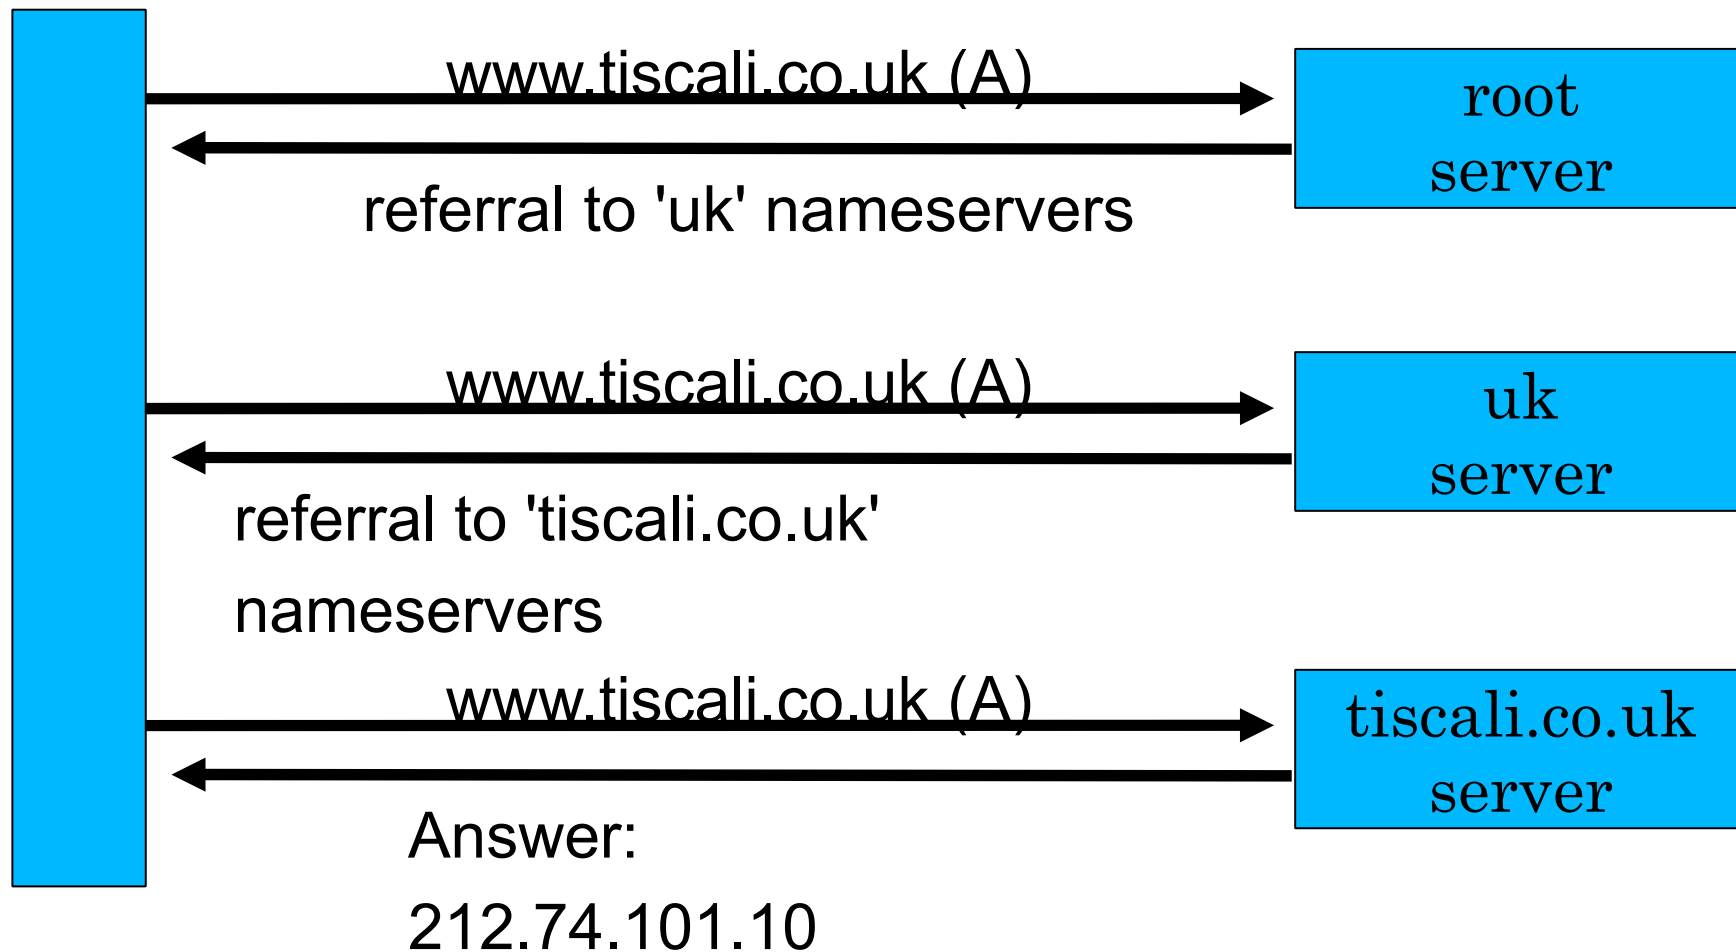 www.tiscali.co.uk (A)
root
server
referral to 'uk' nameservers
www.tiscali.co.uk (A)
uk
server
referral to 'tiscali.co.uk'
nameservers
www.tiscali.co.uk (A)
tiscali.co.uk
server
Answer:
212.74.101.10